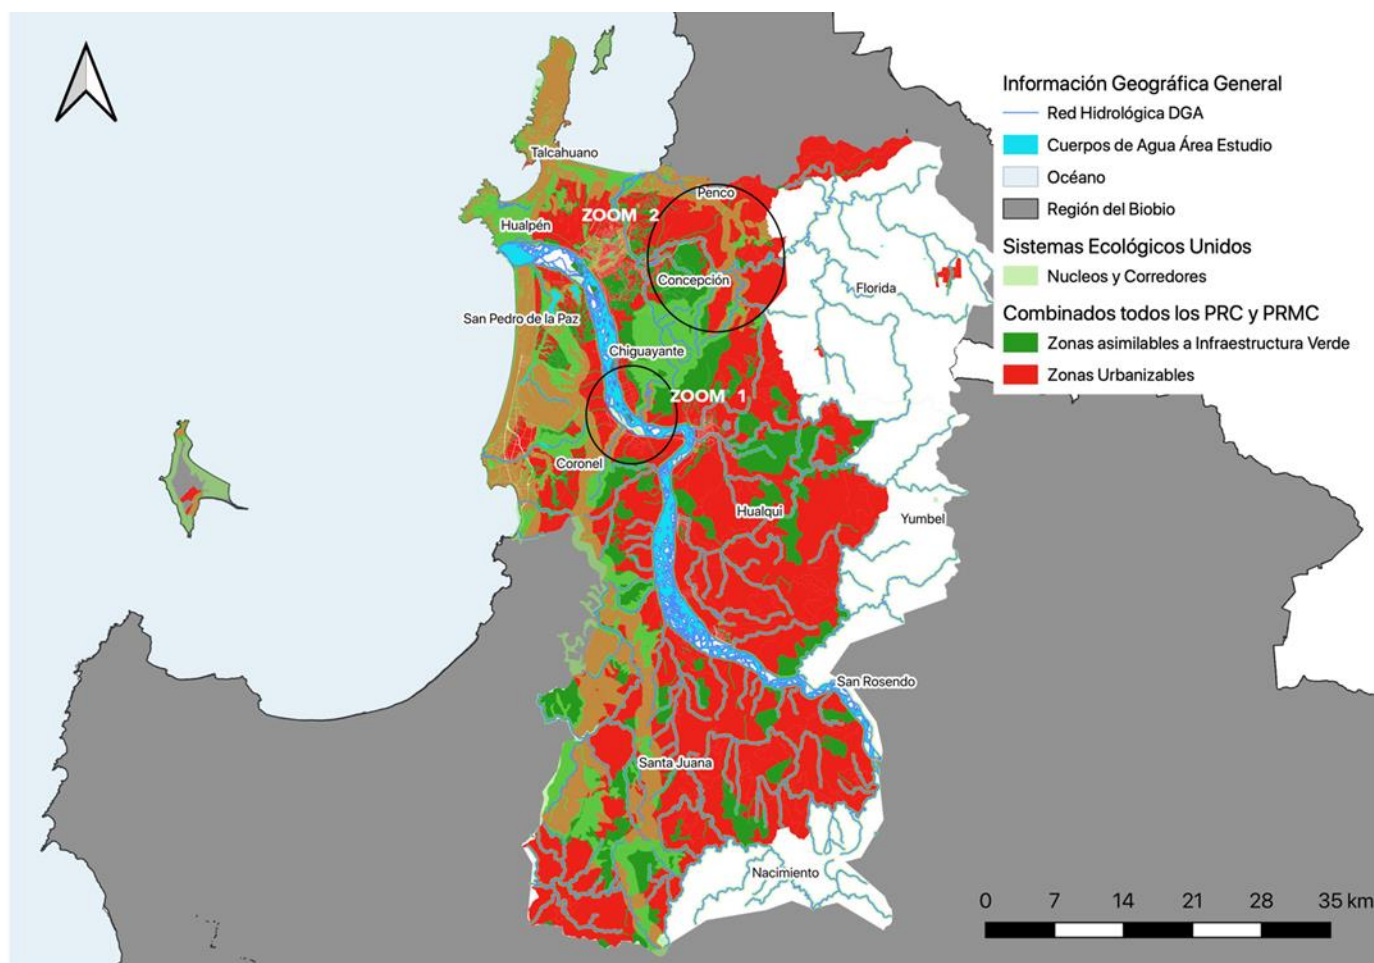 Información Geográfica General
Red Hidrológica DGA
Cuerpos de Agua Área Estudio
Océano
Región del Biobio
Sistemas Ecológicos Unidos
Nucleos y Corredores
Combinados todos los PRC y PRMC
Zonas asimilables a Infraestructura Verde
Zonas Urbanizables
Talcahuano
Penco
ZOOM 2
Hualpén
Concepción
Florida
San Pedro de la Paz
Chiguayante
ZOOM 1
Coronel
Hualqui
Yumbel
San Rosendo
Santa Juana
Nacimiento
0 7 14 21 28 35 km